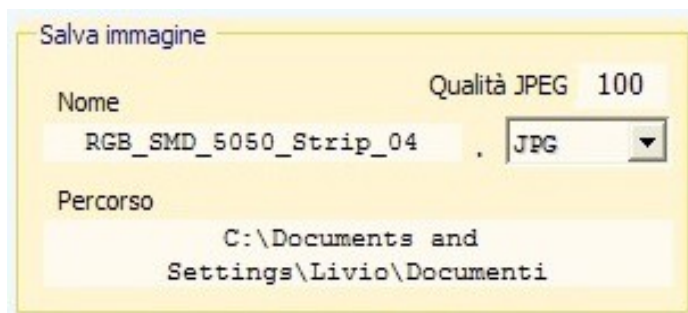 Salva immagine
Qualità JPEG 100
Nome
RGB_SMD_5050_Strip_04 . JPG
Percorso
C:\Documents and
Settings\Livio\Documenti